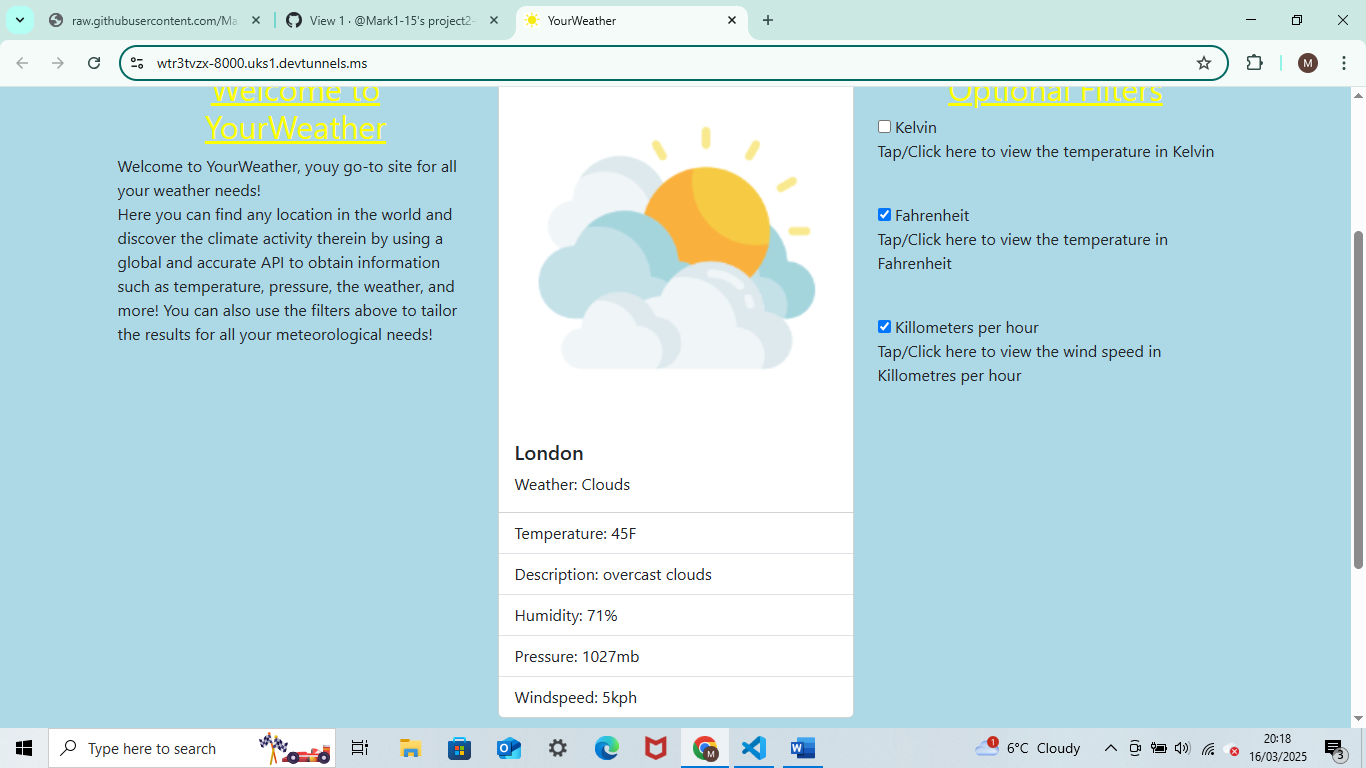 raw.githubusercontent.com/Ma
View 1 · @Mark1-15's project2-
YourWeather
wtr3tvzx-8000.uks1.devtunnels.ms
M
Welcome to
YourWeather
Welcome to YourWeather, youy go-to site for all
your weather needs!
Here you can find any location in the world and
discover the climate activity therein by using a
global and accurate API to obtain information
such as temperature, pressure, the weather, and
more! You can also use the filters above to tailor
the results for all your meteorological needs!
London
Weather: Clouds
Temperature: 45F
Description: overcast clouds
Humidity: 71%
Pressure: 1027mb
Windspeed: 5kph
Optional Filters
Kelvin
Tap/Click here to view the temperature in Kelvin
Fahrenheit
Tap/Click here to view the temperature in
Fahrenheit
Killometers per hour
Tap/Click here to view the wind speed in
Killometres per hour
Type here to search
M
W
1
6°C Cloudy
20:18
16/03/2025
3